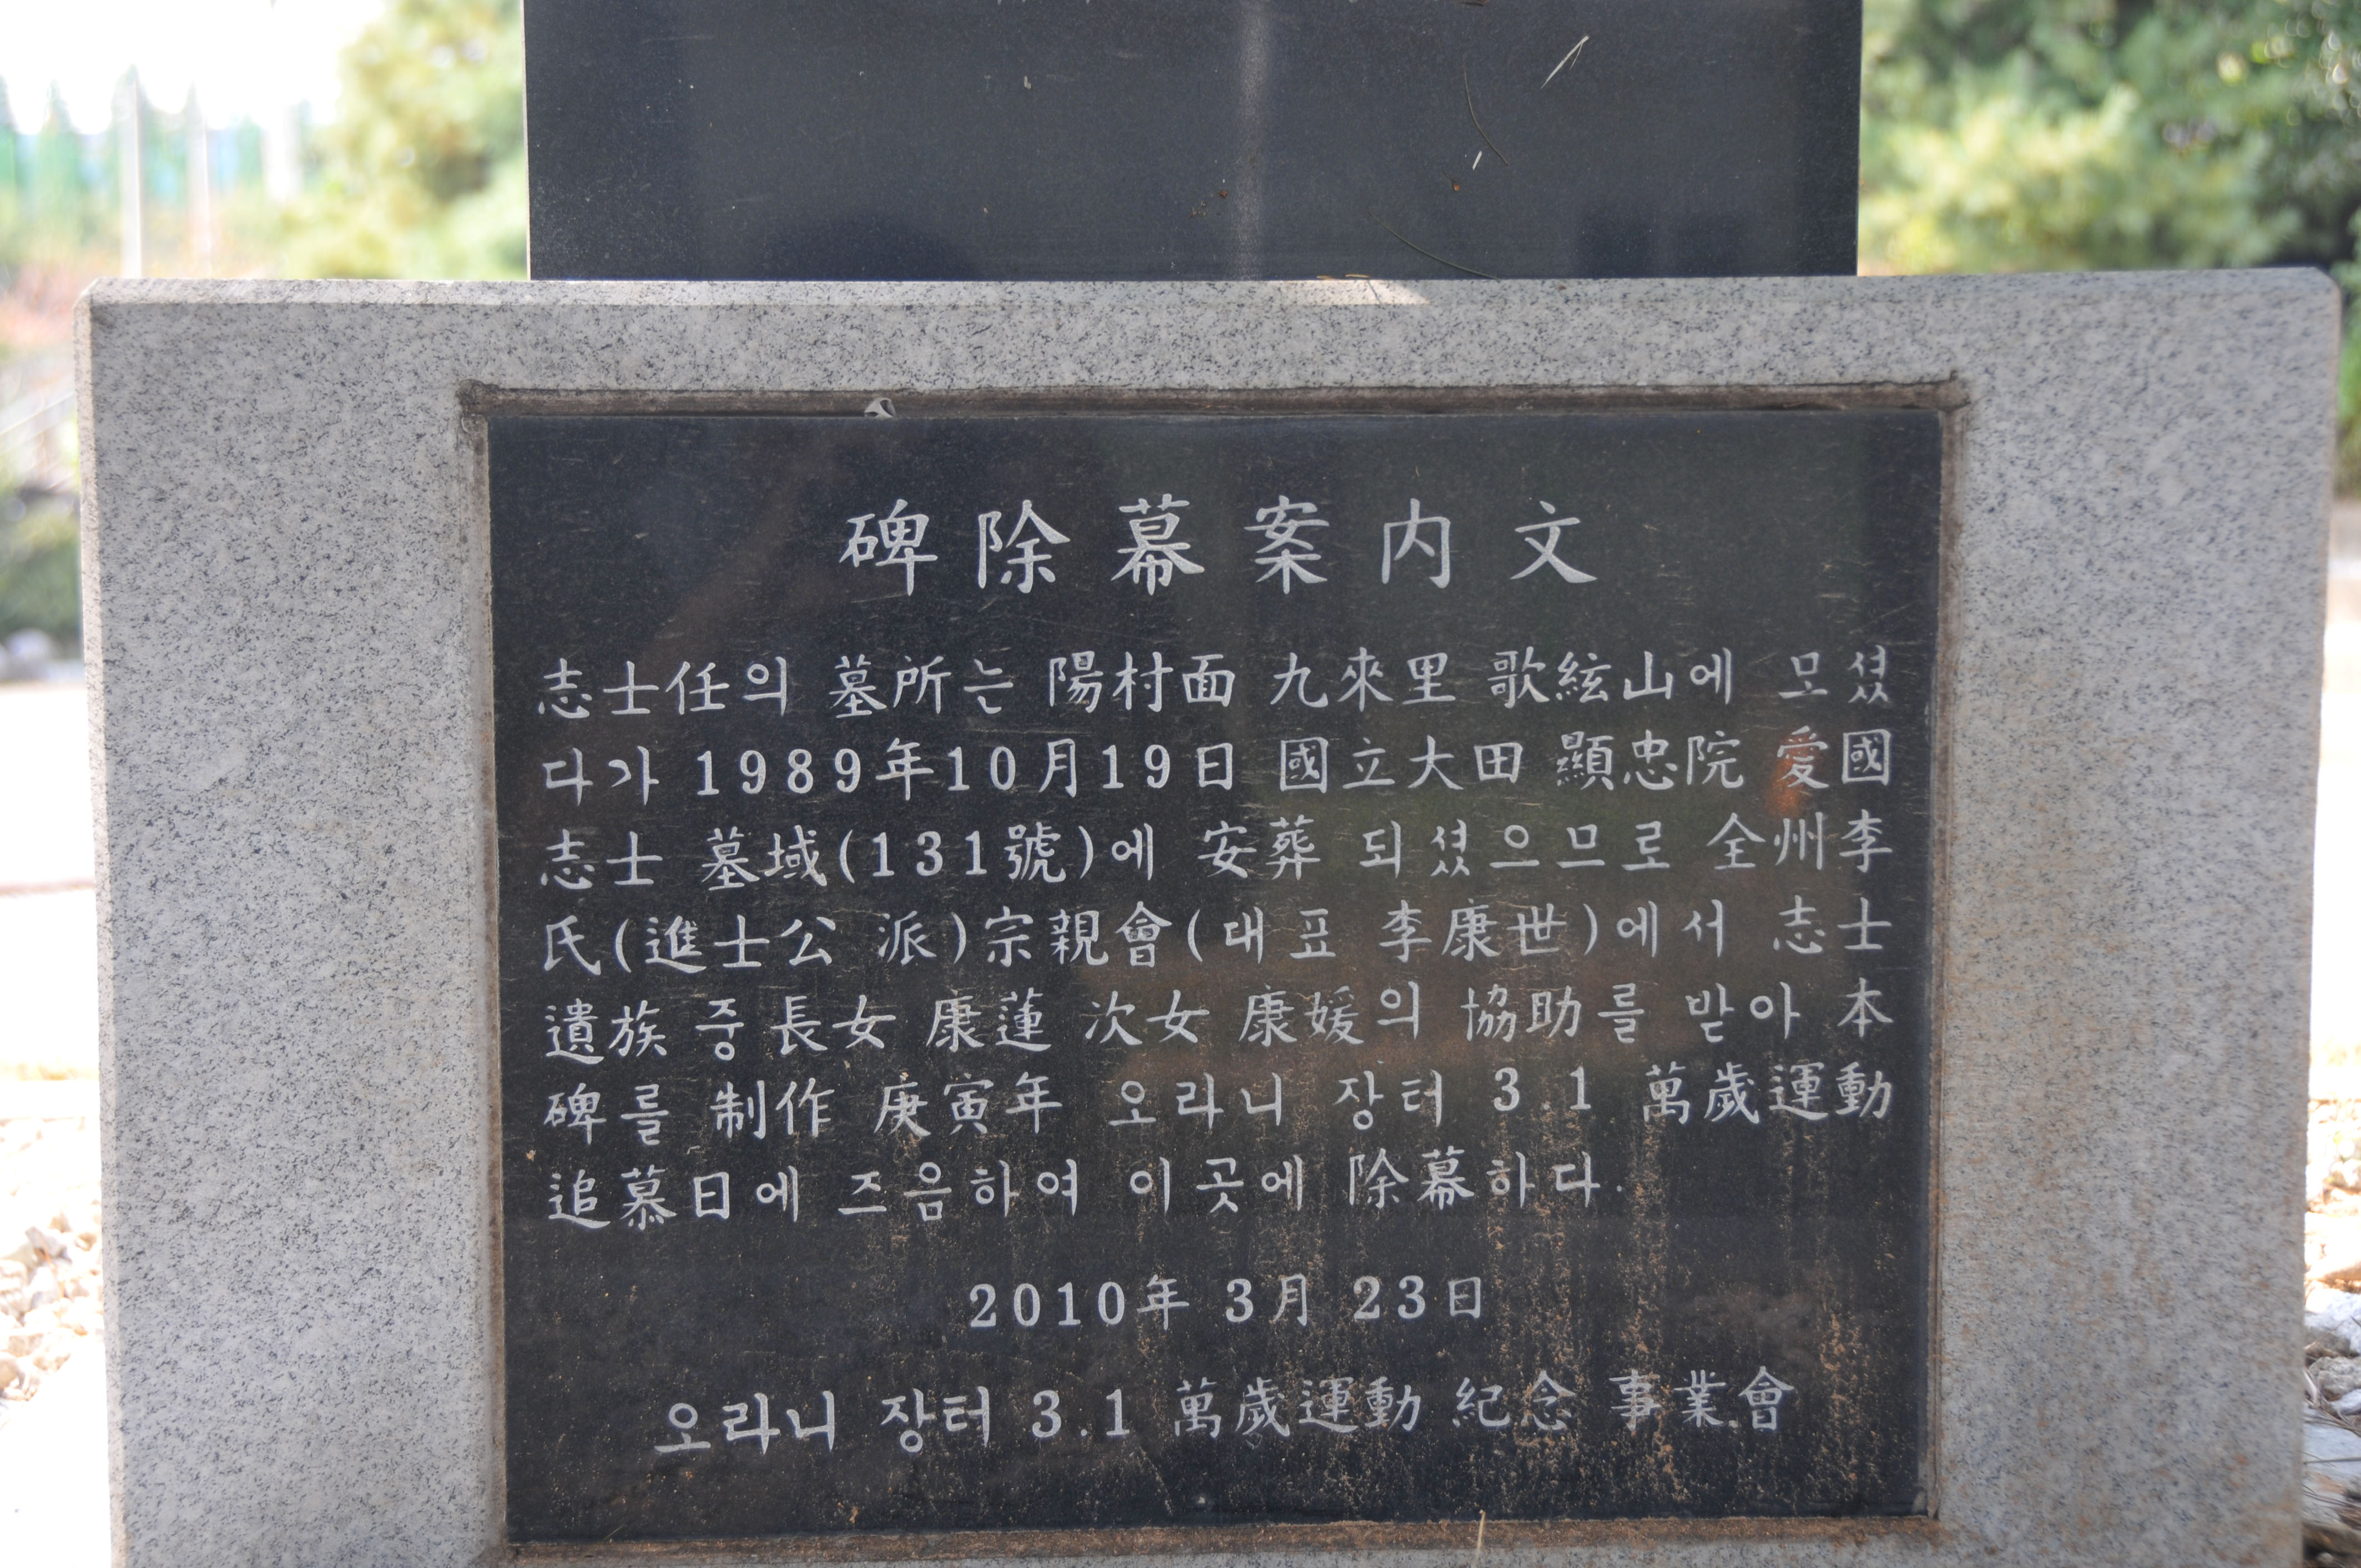 碑除幕案内文
志士任의 墓所는 陽村面 九來里 歌絃山에 모셨
다가 1989年10月19日 國立大田 顯忠院 愛國
志士 墓域(131號)에 安葬 되셨으므로 全州李
氏(進士公 派)宗親會(대표 李康世)에서 志士
遺族 중長女 康蓮 次女 康媛의 協助를 받아 本
碑를 制作 庚寅年 오라니 장터 3.1 萬歲運動
追慕日에 즈음하여 이곳에 除幕하다.
2010年 3月 23日
오라니 장터 3.1 萬歲運動 紀念 事業會